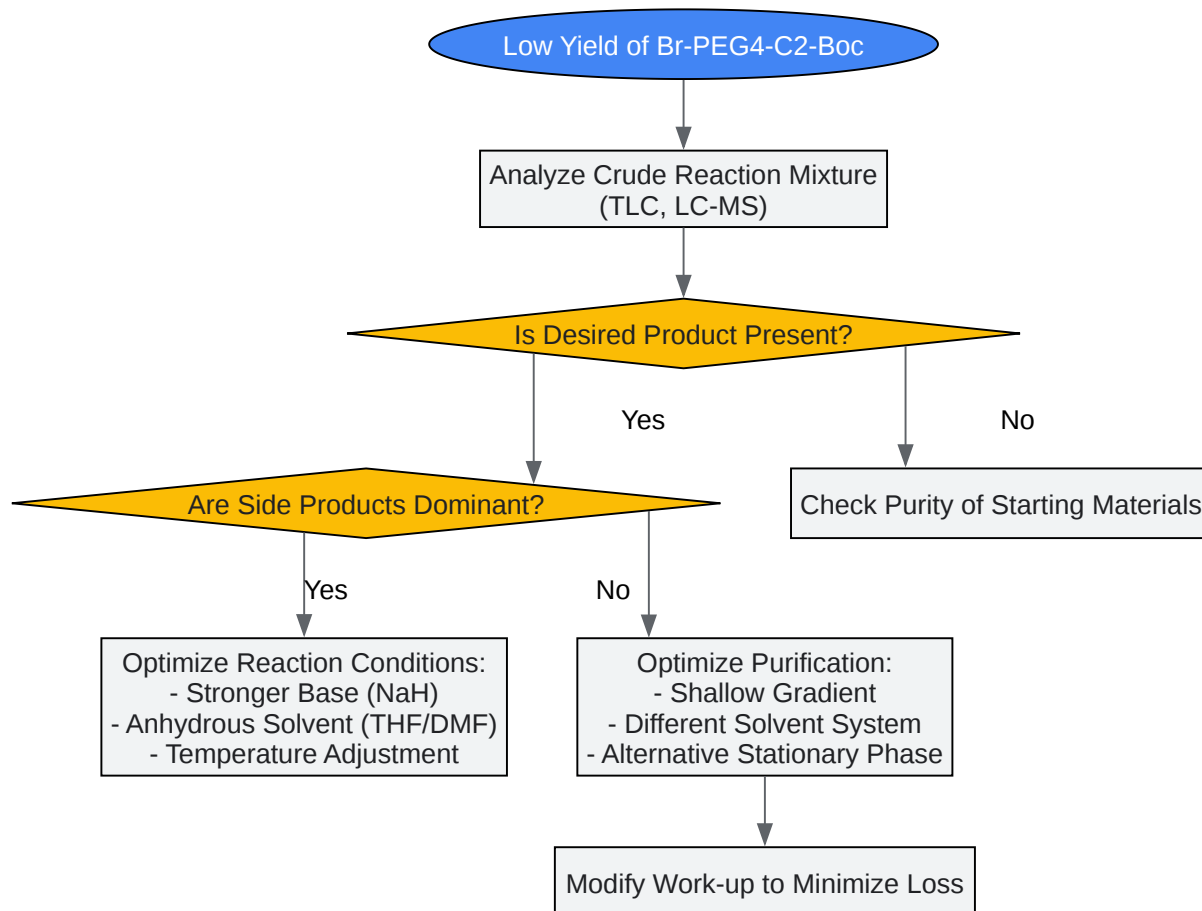 Low Yield of Br-PEG4-C2-Boc
Analyze Crude Reaction Mixture
(TLC, LC-MS)
Is Desired Product Present?
Yes
No
Are Side Products Dominant?
Check Purity of Starting Materials
Yes
No
Optimize Reaction Conditions:
- Stronger Base (NaH)
- Anhydrous Solvent (THF/DMF)
- Temperature Adjustment
Optimize Purification:
- Shallow Gradient
- Different Solvent System
- Alternative Stationary Phase
Modify Work-up to Minimize Loss